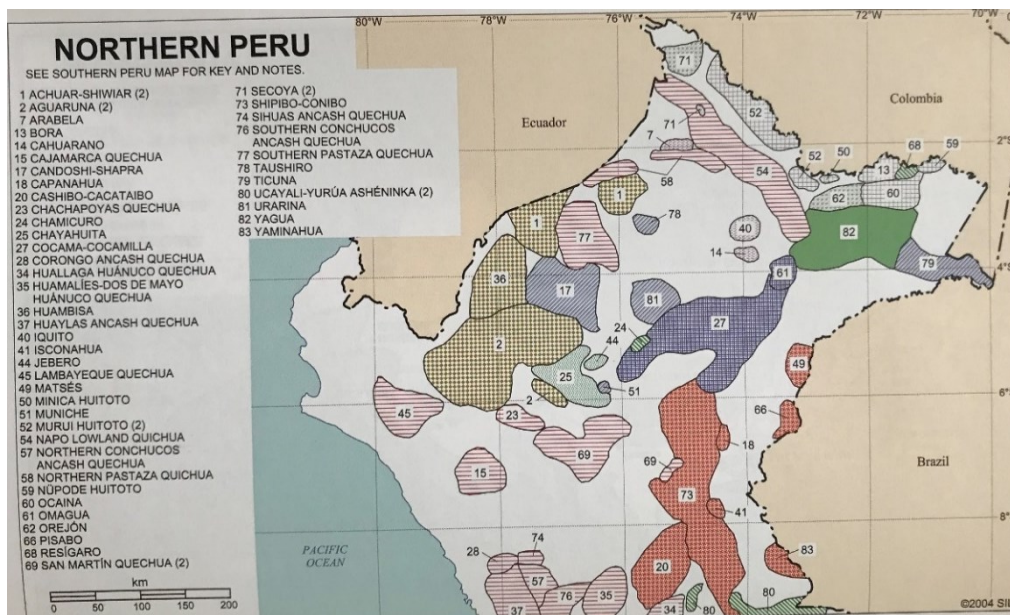 80°W
78°W
76°W
74°W
72°W
70°W
NORTHERN PERU
SEE SOUTHERN PERU MAP FOR KEY AND NOTES.
1 ACHUAR-SHIWIAR (2)
2 AGUARUNA (2)
7 ARABELA
13 BORA
14 CAHUARANO
15 CAJAMARCA QUECHUA
17 CANDOSHI-SHAPRA
18 CAPANAHUA
20 CASHIBO-CACATAIBO
23 CHACHAPOYAS QUECHUA
24 CHAMICURO
25 CHAYAHUITA
27 COCAMA-COCAMILLA
28 CORONGO ANCASH QUECHUA
34 HUALLAGA HUÁNUCO QUECHUA
35 HUAMALÍES-DOS DE MAYO
HUÁNUCO QUECHUA
36 HUAMBISA
37 HUAYLAS ANCASH QUECHUA
40 IQUITO
41 ISCONAHUA
44 JEBERO
45 LAMBAYEQUE QUECHUA
49 MATSÉS
50 MINICA HUITOTO
51 MUNICHE
52 MURUI HUITOTO (2)
54 NAPO LOWLAND QUICHUA
57 NORTHERN CONCHUCOS
ANCASH QUECHUA
58 NORTHERN PASTAZA QUICHUA
59 NÜPODE HUITOTO
60 OCAINA
61 OMAGUA
62 OREJÓN
66 PISABO
68 RESÍGARO
69 SAN MARTÍN QUECHUA (2)
71 SECOYA (2)
73 SHIPIBO-CONIBO
74 SIHUAS ANCASH QUECHUA
76 SOUTHERN CONCHUCOS
ANCASH QUECHUA
77 SOUTHERN PASTAZA QUECHUA
78 TAUSHIRO
79 TICUNA
80 UCAYALI-YURÚA ASHÉNINKA (2)
81 URARINA
82 YAGUA
83 YAMINAHUA
km
0 50 100 150 200
Ecuador
Colombia
Brazil
PACIFIC
OCEAN
2°S
4°S
6°S
8°S
71
52
71
7
58
54
52
50
13
68
59
62
60
1
1
77
78
40
14
82
79
36
17
81
61
27
2
24
44
25
51
2
49
45
23
69
18
66
15
69
73
41
83
28
74
57
76
35
37
20
34
80
80
©2004 SIL